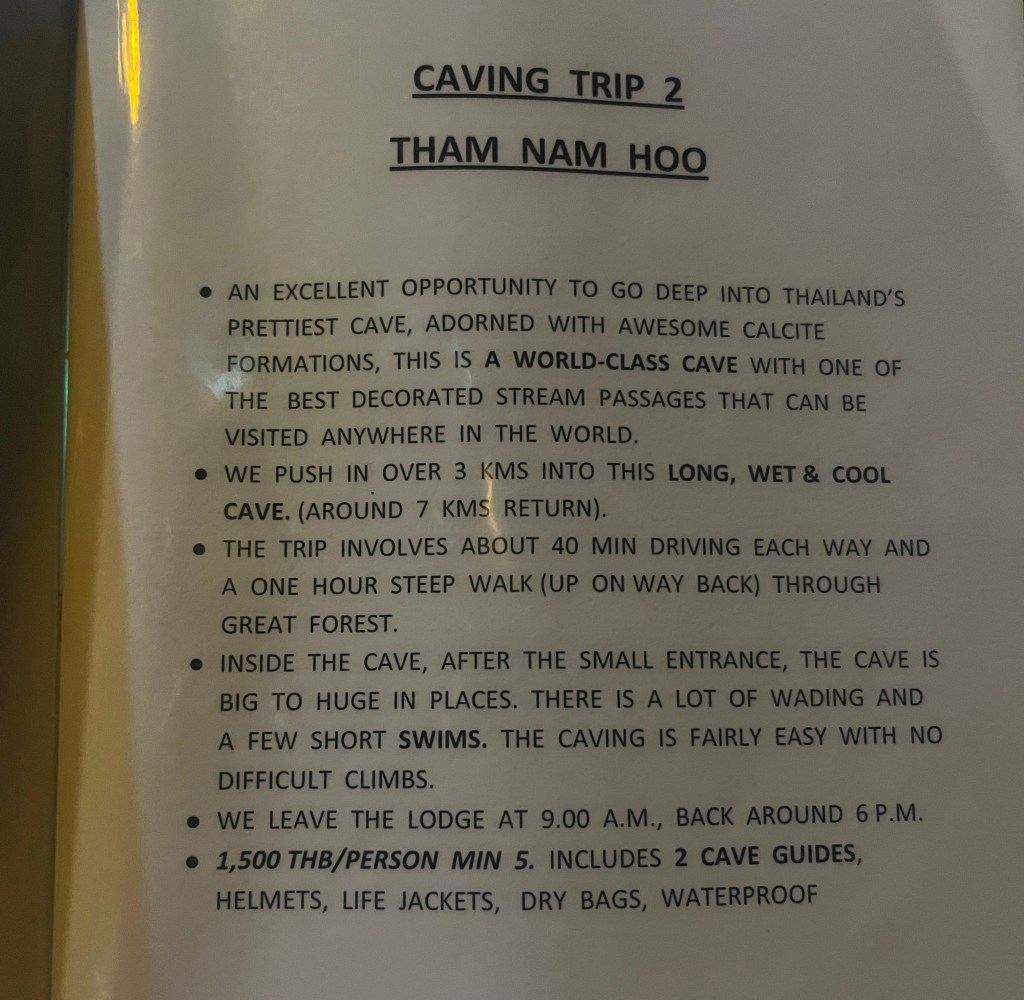 CAVING TRIP 2
THAM NAM HOO
• AN EXCELLENT OPPORTUNITY TO GO DEEP INTO THAILAND'S
PRETTIEST CAVE, ADORNED WITH AWESOME CALCITE
FORMATIONS, THIS IS A WORLD-CLASS CAVE WITH ONE OF
THE BEST DECORATED STREAM PASSAGES THAT CAN BE
VISITED ANYWHERE IN THE WORLD.
• WE PUSH IN OVER 3 KMS INTO THIS LONG, WET & COOL
CAVE. (AROUND 7 KMS RETURN).
• THE TRIP INVOLVES ABOUT 40 MIN DRIVING EACH WAY AND
A ONE HOUR STEEP WALK (UP ON WAY BACK) THROUGH
GREAT FOREST.
• INSIDE THE CAVE, AFTER THE SMALL ENTRANCE, THE CAVE IS
BIG TO HUGE IN PLACES. THERE IS A LOT OF WADING AND
A FEW SHORT SWIMS. THE CAVING IS FAIRLY EASY WITH NO
DIFFICULT CLIMBS.
• WE LEAVE THE LODGE AT 9.00 A.M., BACK AROUND 6 P.M.
• 1,500 THB/PERSON MIN 5. INCLUDES 2 CAVE GUIDES,
HELMETS, LIFE JACKETS, DRY BAGS, WATERPROOF